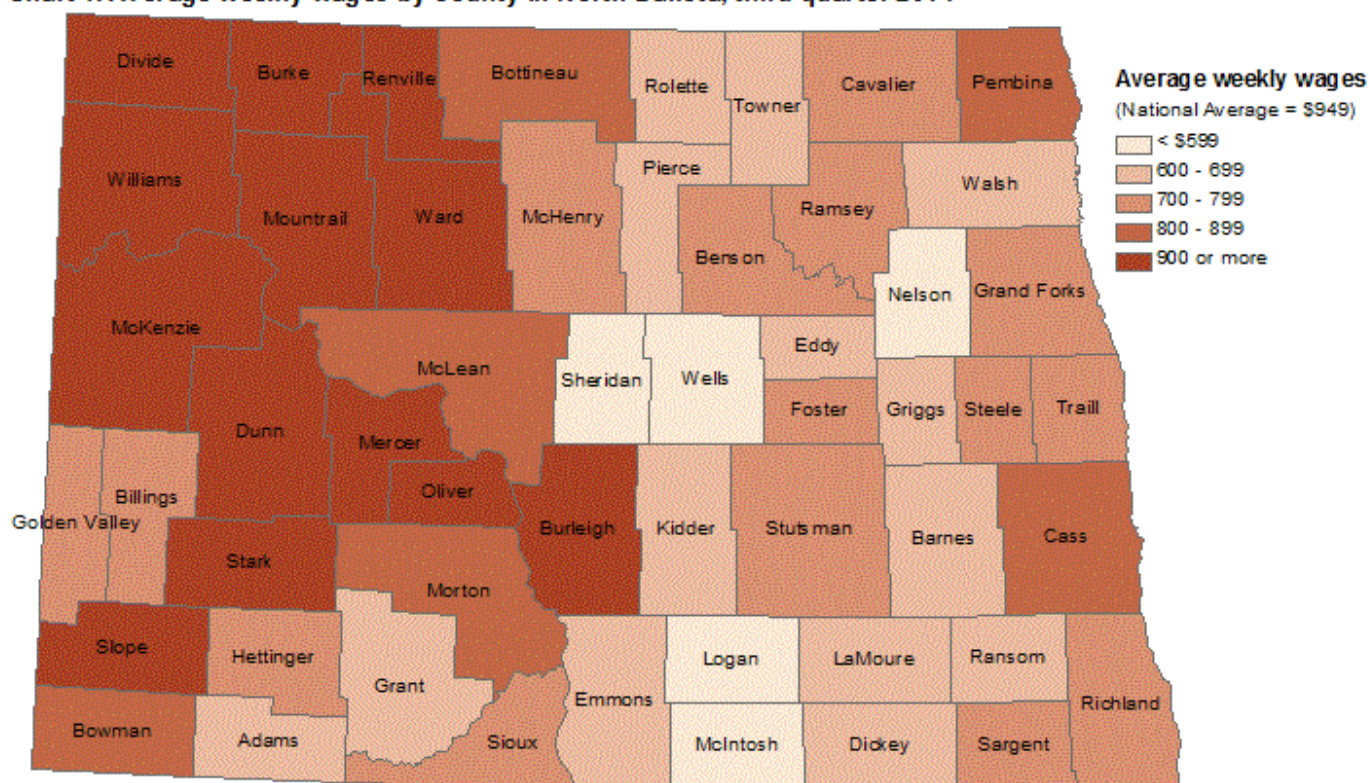 Divide
Burke
Renville
Bottineau
Rolette
Towner
Cavalier
Pembina
Average weekly wages
(National Average = $949)
< $599
600 - 699
700 - 799
800 - 899
900 or more
Williams
Mountrail
Ward
McHenry
Pierce
Benson
Ramsey
Walsh
Nelson
Grand Forks
McKenzie
McLean
Sheridan
Wells
Eddy
Foster
Griggs
Steele
Traill
Dunn
Mercer
Oliver
Billings
Golden Valley
Stark
Burleigh
Kidder
Stutsman
Barnes
Cass
Morton
Slope
Hettinger
Grant
Emmons
Logan
LaMoure
Ransom
Richland
Bowman
Adams
Sioux
McIntosh
Dickey
Sargent